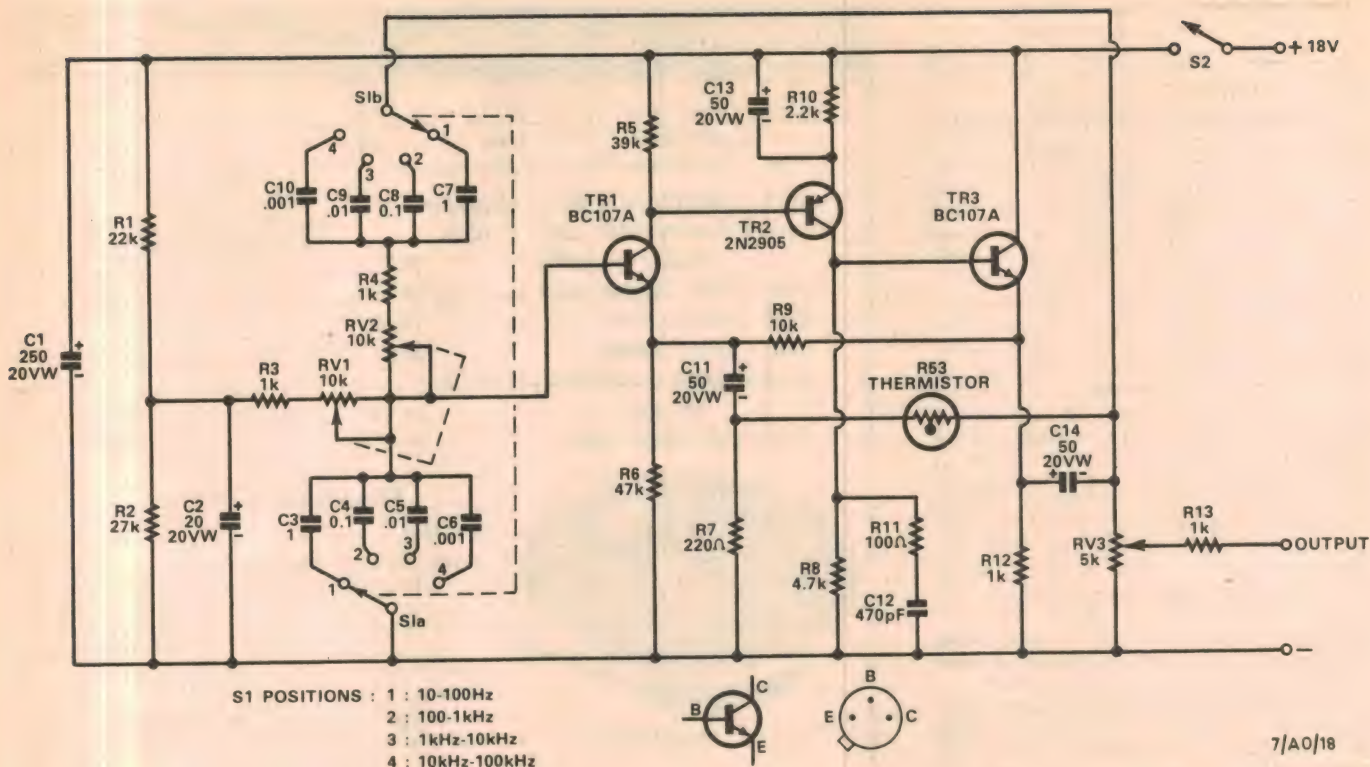 + 18V
S2
SIb
1
4
3
2
C10
.001
C9
.01
C8
0.1
C7
1
R1
22k
R4
1k
RV2
10k
C1
250
20VW
+
-
R3
1k
RV1
10k
R2
27k
C2
20
20VW
+
-
C3
1
C4
0.1
C5
.01
C6
.001
2
3
1
4
SIa
R5
39k
C13
50
20VW
+
-
R10
2.2k
TR1
BC107A
TR2
2N2905
TR3
BC107A
R9
10k
C11
50
20VW
+
-
R53
THERMISTOR
C14
50
20VW
+
-
R6
47k
R7
220Ω
R8
4.7k
R11
100Ω
C12
470pF
R12
1k
RV3
5k
R13
1k
OUTPUT
-
S1 POSITIONS : 1 : 10-100Hz
2 : 100-1kHz
3 : 1kHz-10kHz
4 : 10kHz-100kHz
B
C
E
B
E
C
7/AO/18